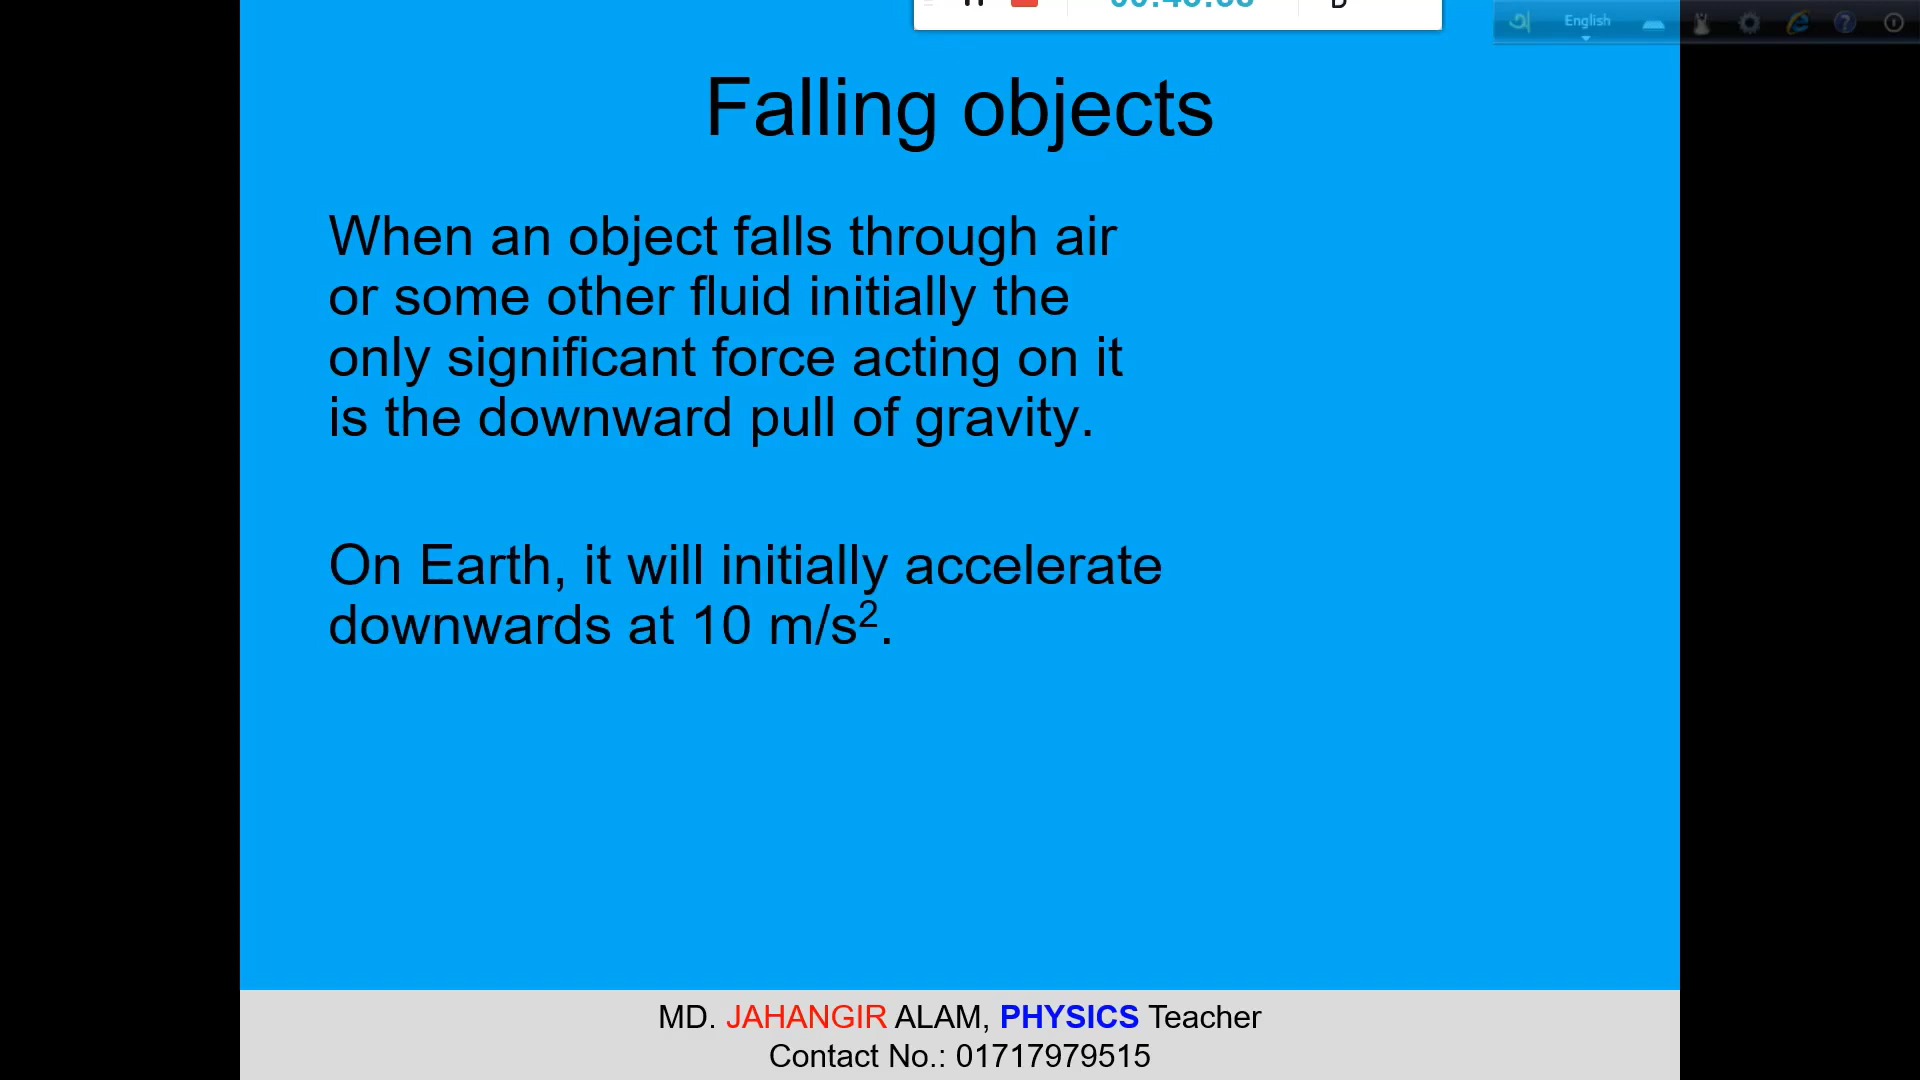 English
Falling objects
When an object falls through air
or some other fluid initially the
only significant force acting on it
is the downward pull of gravity.
On Earth, it will initially accelerate
downwards at 10 m/s².
MD. JAHANGIR ALAM, PHYSICS Teacher
Contact No.: 01717979515